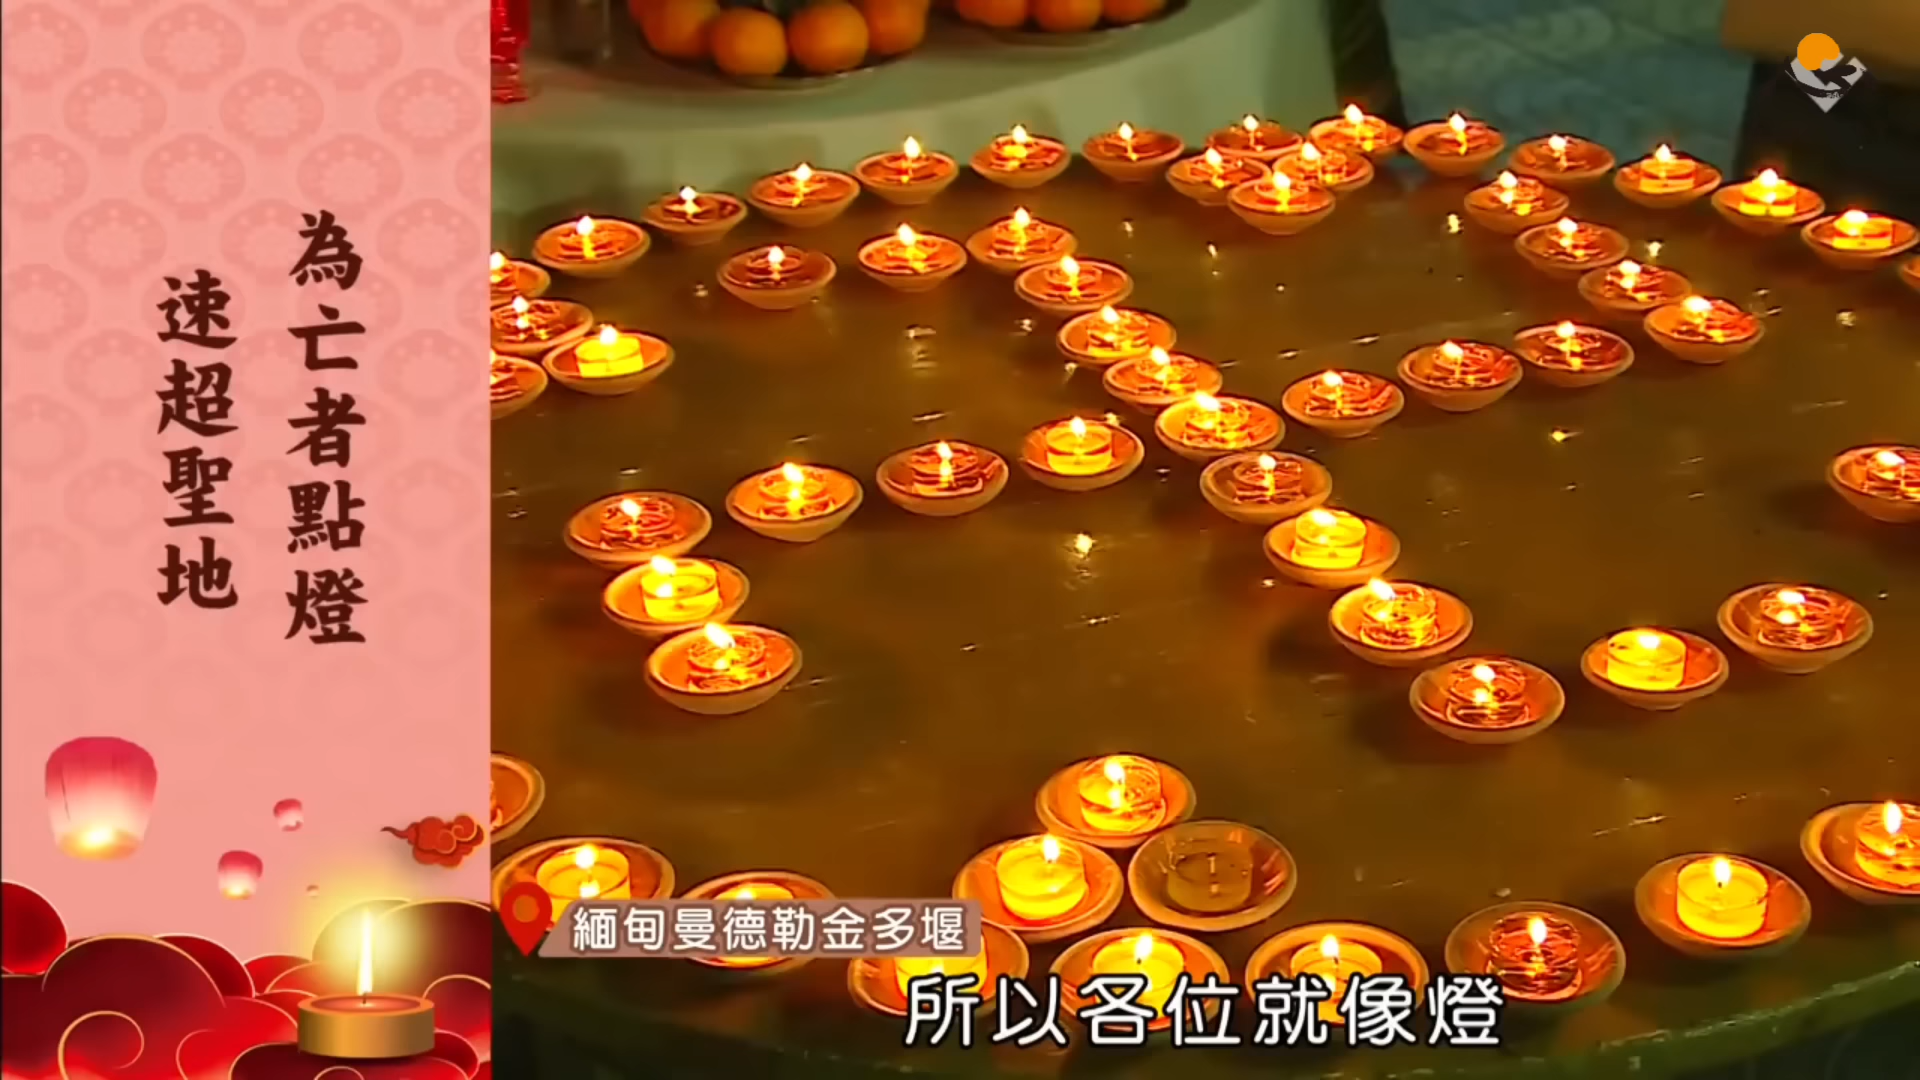 為亡者點燈
速超聖地
緬甸曼德勒金多堰
所以各位就像燈